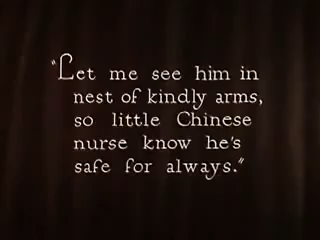 "Let me see him in
nest of kindly arms,
so little Chinese
nurse know he's
safe for always."